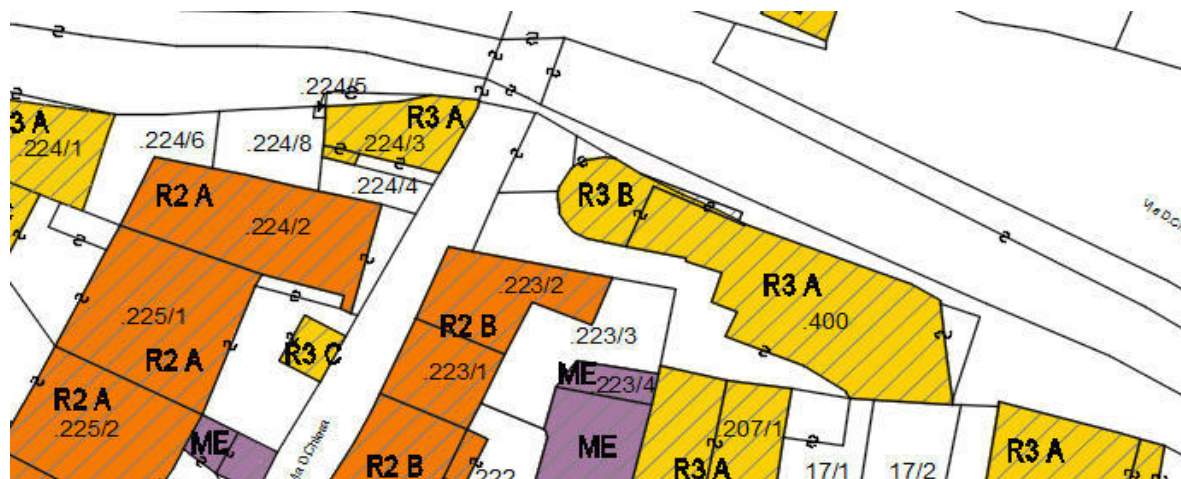 .224/5
R3 A
3 A
.224/1
.224/6
.224/8
.224/3
.224/4
R2 A
.224/2
R3 B
R3 A
.400
.225/1
R2 A
.223/2
R2 B
.223/3
R3 C
.223/1
ME
.223/4
R2 A
.225/2
ME
207/1
ME
R2 B
.222
R3 A
17/1
17/2
R3 A